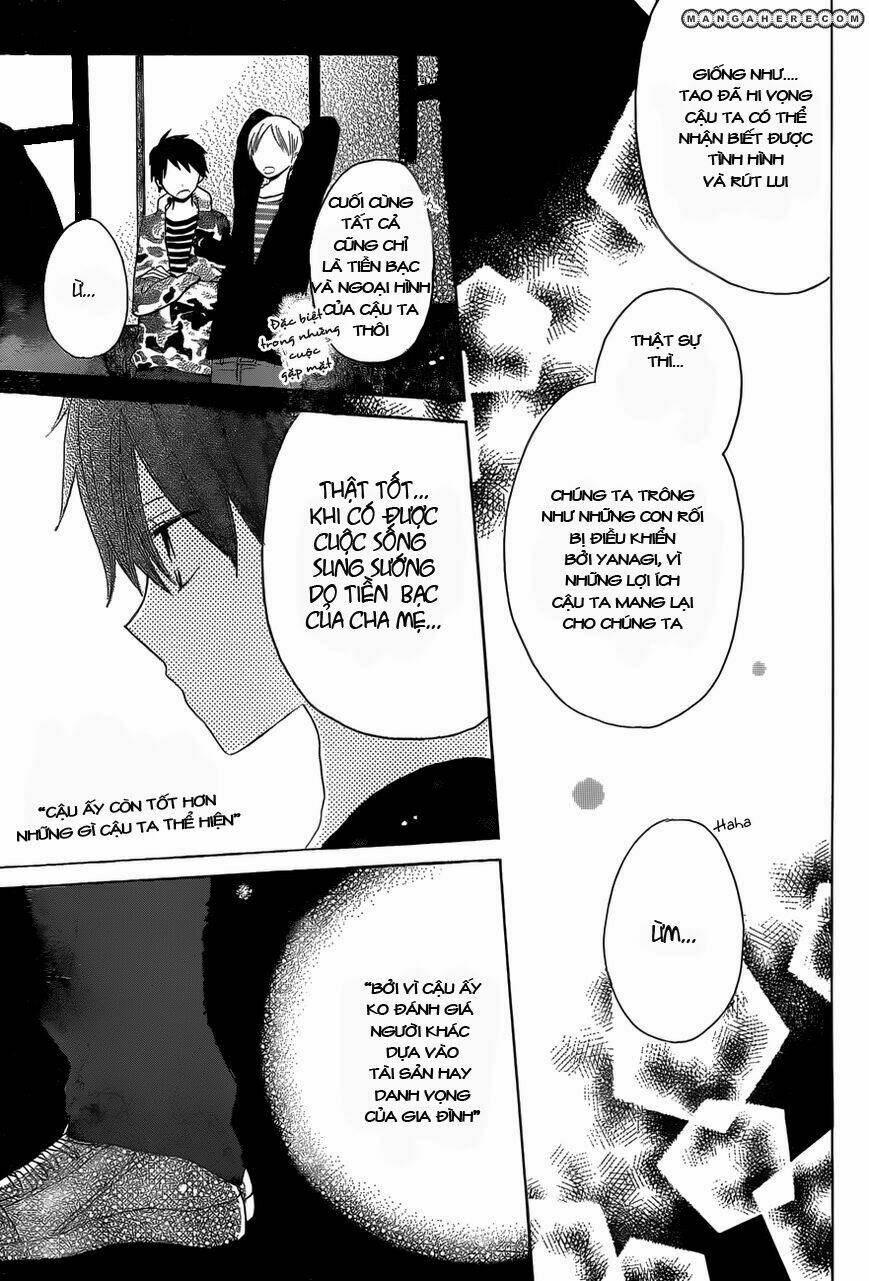 MANGAHERE.COM
GIỐNG NHƯ....
TAO ĐÃ HI VỌNG
CẬU TA CÓ THỂ
NHẬN BIẾT ĐƯỢC
TÌNH HÌNH
VÀ RÚT LUI
THẬT SỰ
THÌ...
CHÚNG TA TRÔNG
NHƯ NHỮNG CON RỐI
BỊ ĐIỀU KHIỂN
BỞI YANAGI, VÌ
NHỮNG LỢI ÍCH
CẬU TA MANG LẠI
CHO CHÚNG TA
Haha
ỪM...
CUỐI CÙNG
TẤT CẢ
CŨNG CHỈ
LÀ TIỀN BẠC
VÀ NGOẠI HÌNH
CỦA CẬU TA
THÔI
Đặc biệt
trong những
cuộc
gặp mặt
Ừ...
THẬT TỐT...
KHI CÓ ĐƯỢC
CUỘC SỐNG
SUNG SƯỚNG
DO TIỀN BẠC
CỦA CHA MẸ...
“CẬU ẤY CÒN TỐT HƠN
NHỮNG GÌ CẬU TA THỂ HIỆN”
“BỞI VÌ CẬU ẤY
KO ĐÁNH GIÁ
NGƯỜI KHÁC
DỰA VÀO
TÀI SẢN HAY
DANH VỌNG
CỦA GIA ĐÌNH”